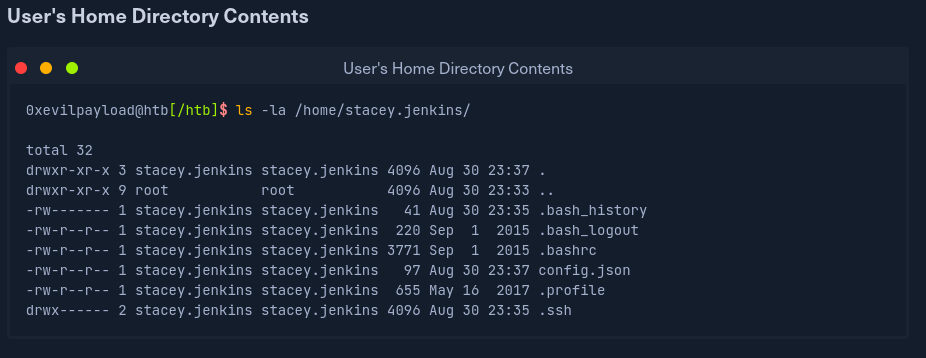 User's Home Directory Contents
User's Home Directory Contents
0xevilpayload@htb[/htb]$ ls -la /home/stacey.jenkins/
total 32
drwxr-xr-x 3 stacey.jenkins stacey.jenkins 4096 Aug 30 23:37 .
drwxr-xr-x 9 root           root           4096 Aug 30 23:33 ..
-rw------- 1 stacey.jenkins stacey.jenkins   41 Aug 30 23:35 .bash_history
-rw-r--r-- 1 stacey.jenkins stacey.jenkins  220 Sep  1  2015 .bash_logout
-rw-r--r-- 1 stacey.jenkins stacey.jenkins 3771 Sep  1  2015 .bashrc
-rw-r--r-- 1 stacey.jenkins stacey.jenkins   97 Aug 30 23:37 config.json
-rw-r--r-- 1 stacey.jenkins stacey.jenkins  655 May 16  2017 .profile
drwx------ 2 stacey.jenkins stacey.jenkins 4096 Aug 30 23:35 .ssh